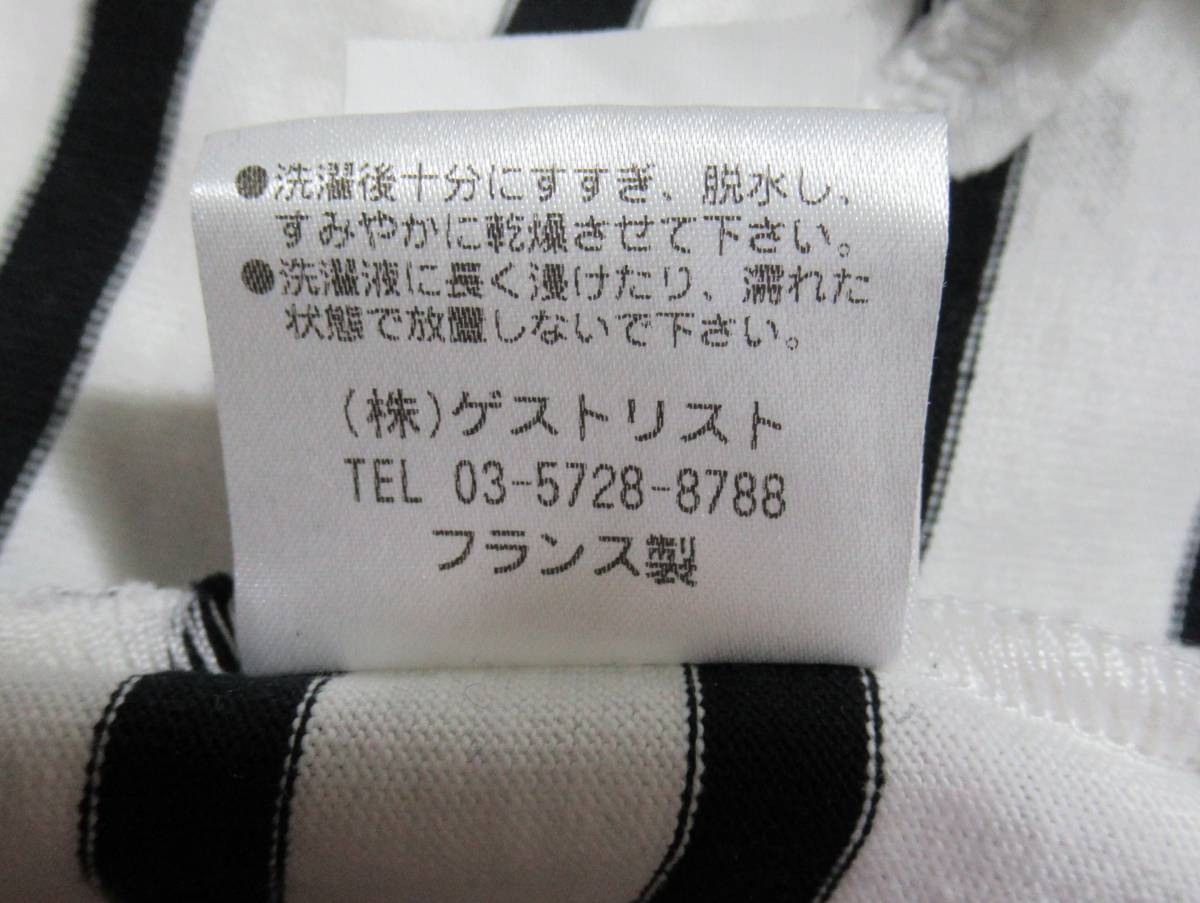 ●洗濯後十分にすすぎ、脱水し、
すみやかに乾燥させて下さい。
●洗濯液に長く浸けたり、濡れた
状態で放置しないで下さい。
(株)ゲストリスト
TEL 03-5728-8788
フランス製